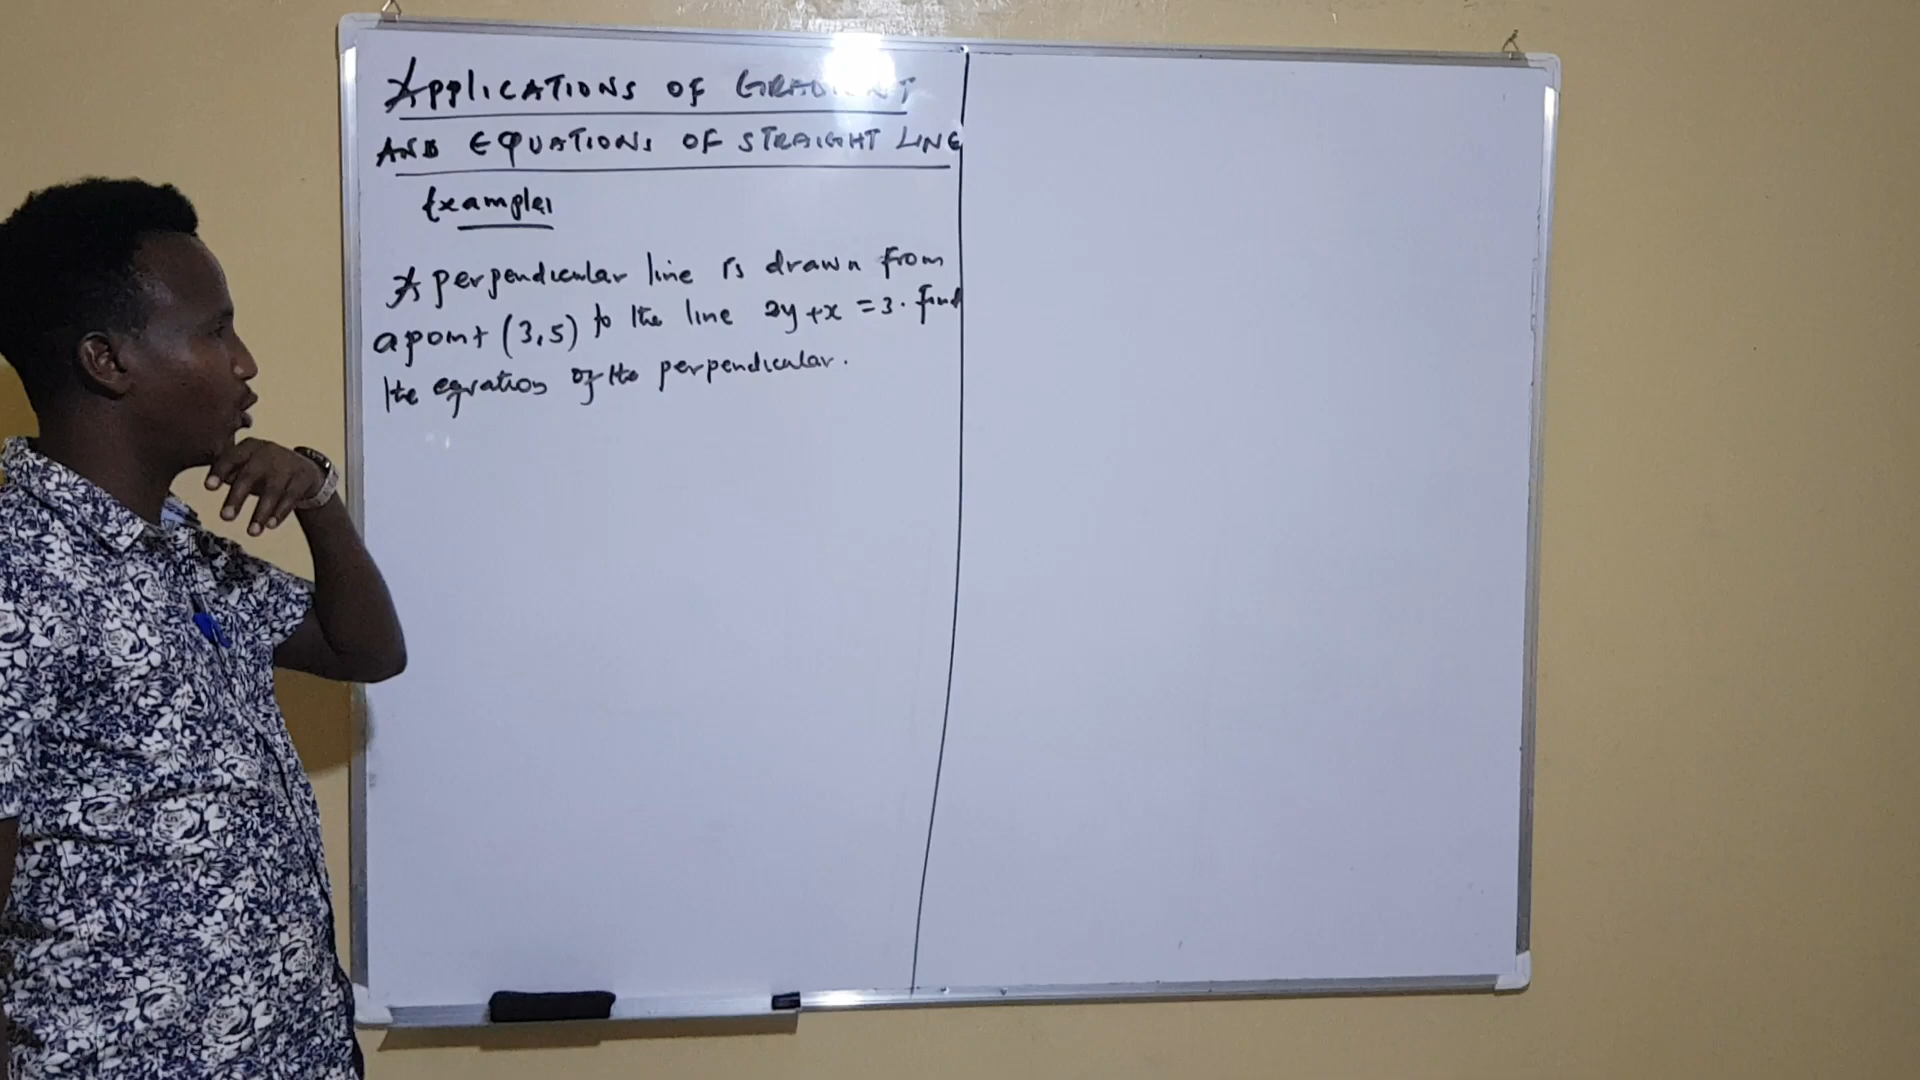 APPLICATIONS OF GRADIENT
AND EQUATIONS OF STRAIGHT LINE
Examples
A perpendicular line is drawn from
a point (3,5) to the line 2y+x=3. find
the equation of the perpendicular.